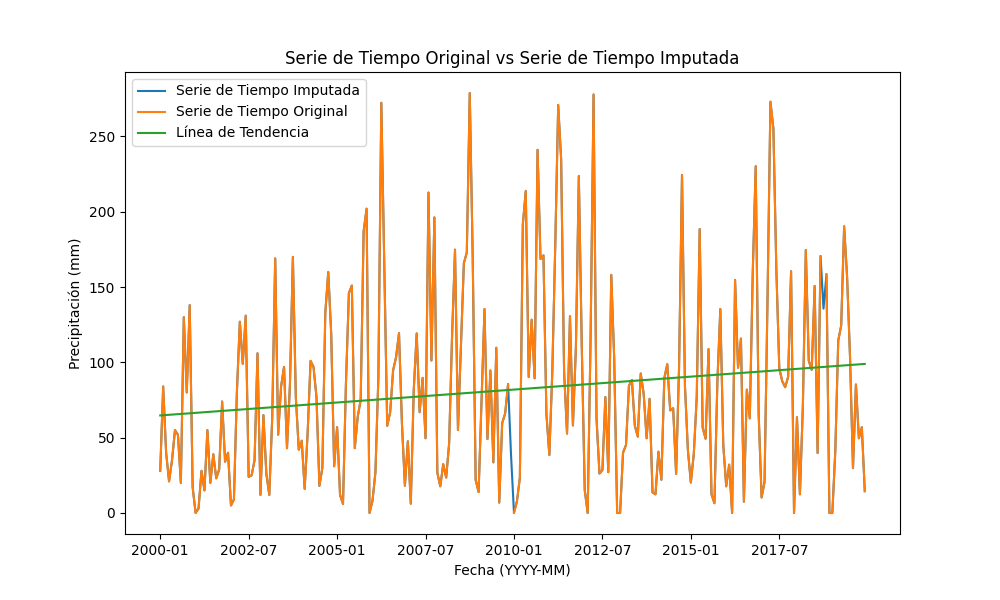 Serie de Tiempo Original vs Serie de Tiempo Imputada
Serie de Tiempo Imputada
Serie de Tiempo Original
Línea de Tendencia
250
200
150
100
50
0
Precipitación (mm)
2000-01 2002-07 2005-01 2007-07 2010-01 2012-07 2015-01 2017-07
Fecha (YYYY-MM)